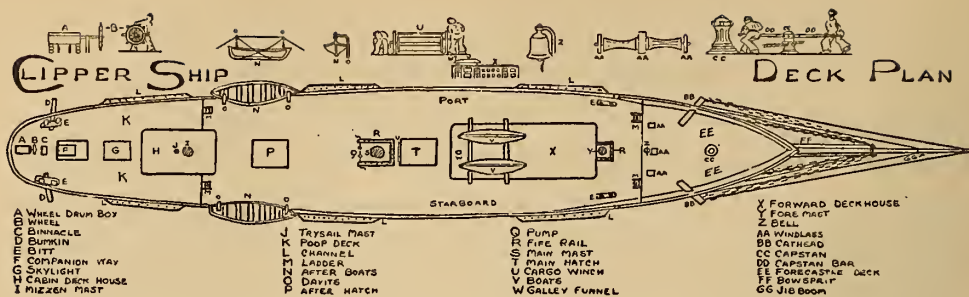 CLIPPER SHIP
DECK PLAN
PORT
STARBOARD
A WHEEL DRUM BOX
B WHEEL
C BINNACLE
D BUMKIN
E BITT
F COMPANION WAY
G SKYLIGHT
H CABIN DECK HOUSE
I MIZZEN MAST
J TRYSAIL MAST
K POOP DECK
L CHANNEL
M LADDER
N AFTER BOATS
O DAVITS
P AFTER HATCH
Q PUMP
R FIFE RAIL
S MAIN MAST
T MAIN HATCH
U CARGO WINCH
V BOATS
W GALLEY FUNNEL
X FORWARD DECKHOUSE
Y FORE MAST
Z BELL
AA WINDLASS
BB CATHEAD
CC CAPSTAN
DD CAPSTAN BAR
EE FORECASTLE DECK
FF BOWSPRIT
GG JIB BOOM